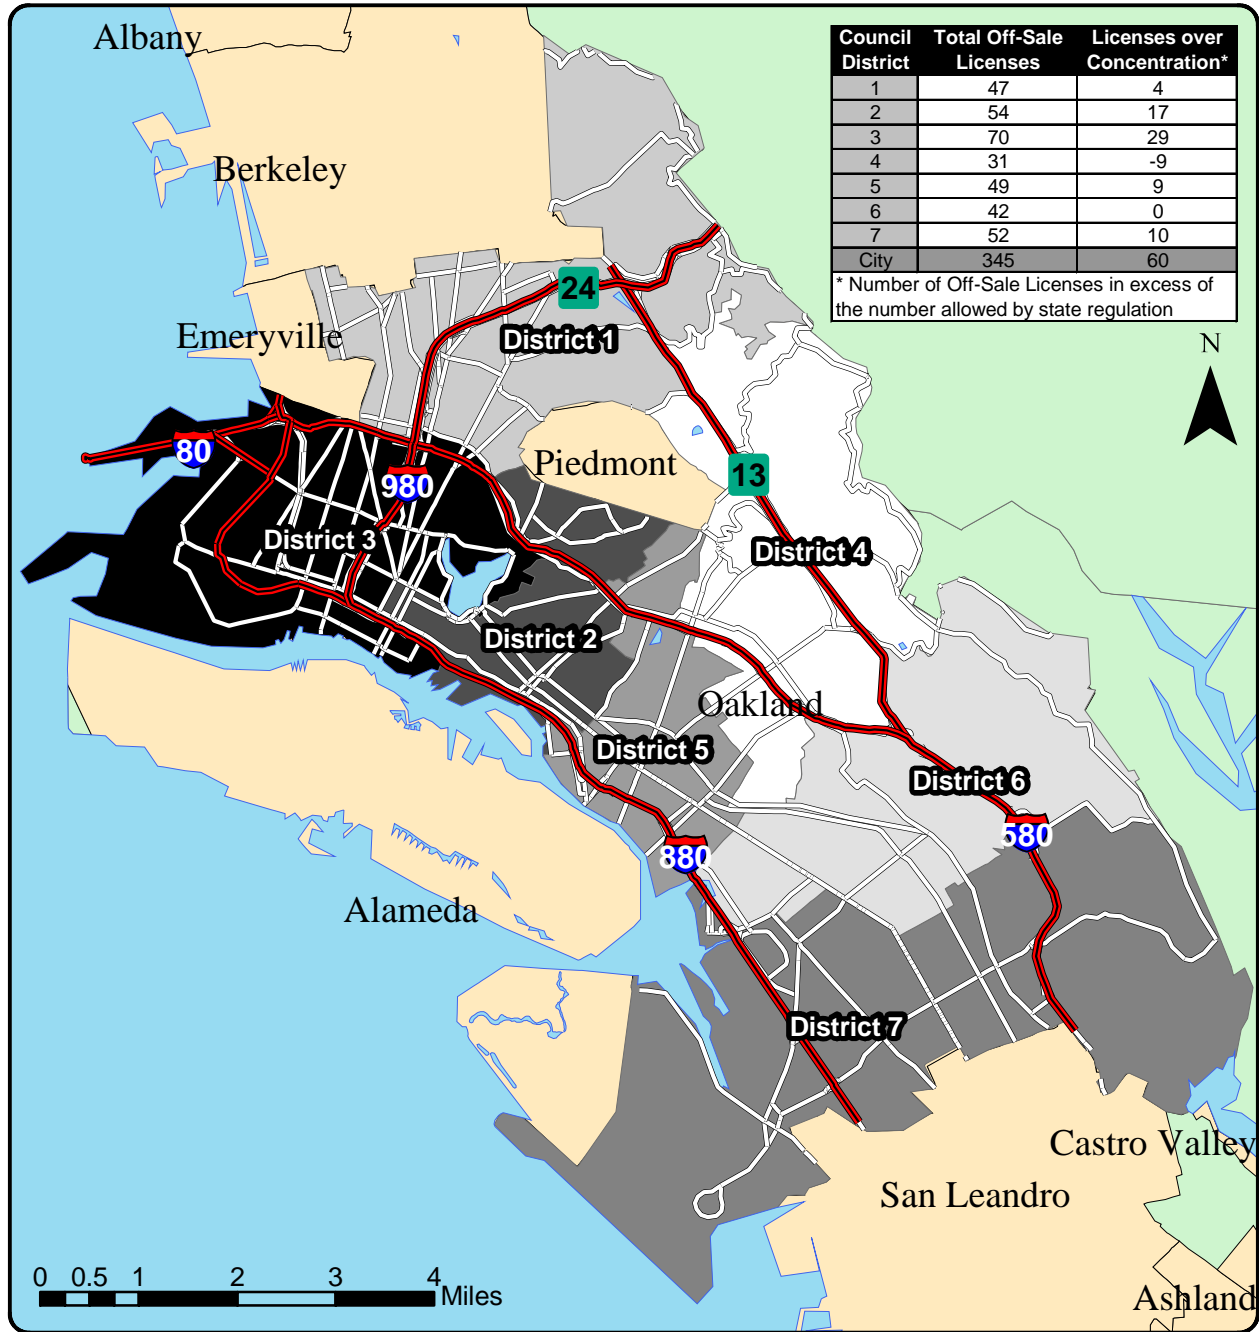 Albany
Berkeley
Emeryville
Council District | Total Off-Sale Licenses | Licenses over Concentration*
1 47 4
2 54 17
3 70 29
4 31 -9
5 49 9
6 42 0
7 52 10
City 345 60
* Number of Off-Sale Licenses in excess of
the number allowed by state regulation
N
24
District 1
80
980
Piedmont
13
District 3
District 4
District 2
Oakland
District 5
District 6
880
580
Alameda
District 7
Castro Valley
San Leandro
0 0.5 1 2 3 4
Miles
Ashland